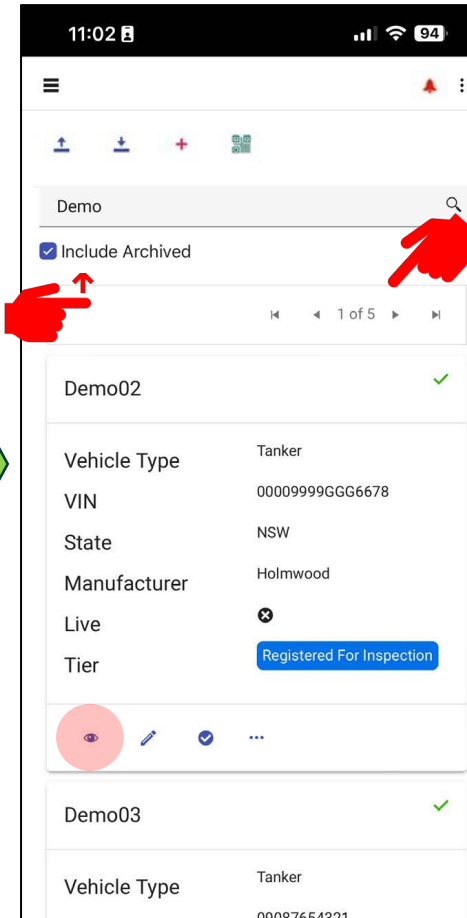 11:02 94
Demo
Include Archived
1 of 5
Demo02
Vehicle Type Tanker
VIN 00009999GGG6678
State NSW
Manufacturer Holmwood
Live
Tier Registered For Inspection
Demo03
Vehicle Type Tanker
09087654321